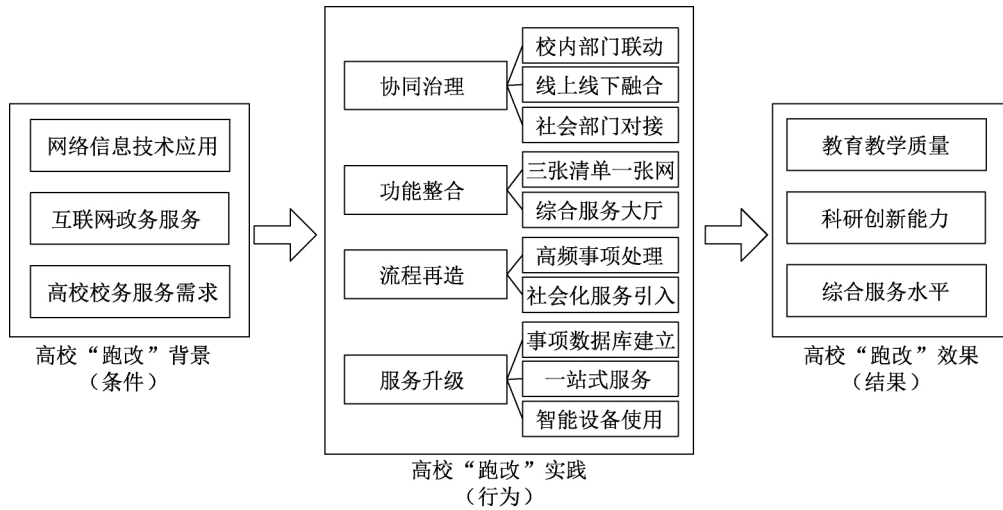 网络信息技术应用
互联网政务服务
高校校务服务需求
高校“跑改”背景
（条件）
协同治理
校内部门联动
线上线下融合
社会部门对接
功能整合
三张清单一张网
综合服务大厅
流程再造
高频事项处理
社会化服务引入
服务升级
事项数据库建立
一站式服务
智能设备使用
高校“跑改”实践
（行为）
教育教学质量
科研创新能力
综合服务水平
高校“跑改”效果
（结果）